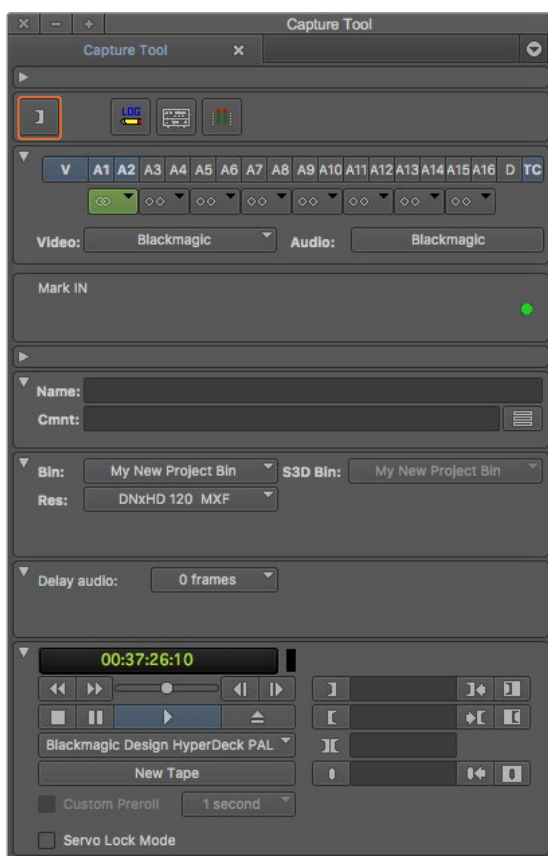 Capture Tool
Capture Tool
LOG
V A1 A2 A3 A4 A5 A6 A7 A8 A9 A10 A11 A12 A13 A14 A15 A16 D TC
Video: Blackmagic Audio: Blackmagic
Mark IN
Name:
Cmnt:
Bin: My New Project Bin S3D Bin: My New Project Bin
Res: DNxHD 120 MXF
Delay audio: 0 frames
00:37:26:10
Blackmagic Design HyperDeck PAL
New Tape
Custom Preroll 1 second
Servo Lock Mode